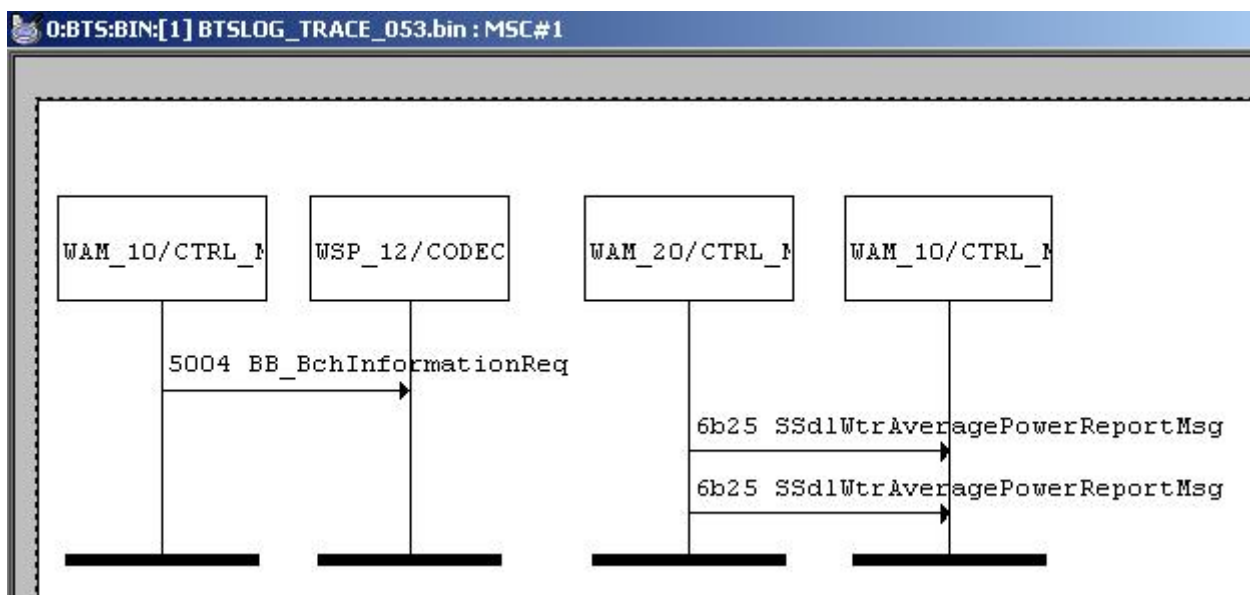 0:BTS:BIN:[1] BTSLOG_TRACE_053.bin : MSC#1
WAM_10/CTRL_M WSP_12/CODEC WAM_20/CTRL_M WAM_10/CTRL_M
5004 BB_BchInformationReq
6b25 SSdlWtrAveragePowerReportMsg
6b25 SSdlWtrAveragePowerReportMsg